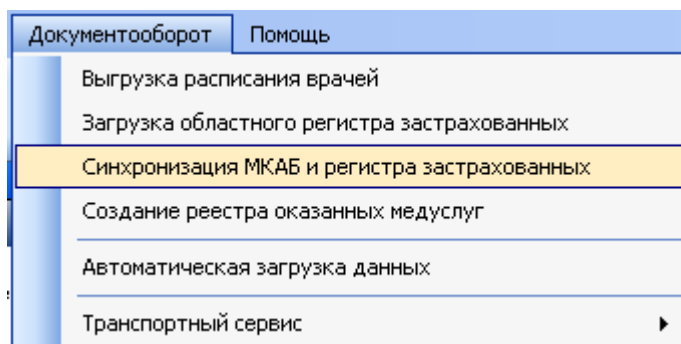 Документооборот Помощь
Выгрузка расписания врачей
Загрузка областного регистра застрахованных
Синхронизация МКАБ и регистра застрахованных
Создание реестра оказанных медуслуг
Автоматическая загрузка данных
Транспортный сервис